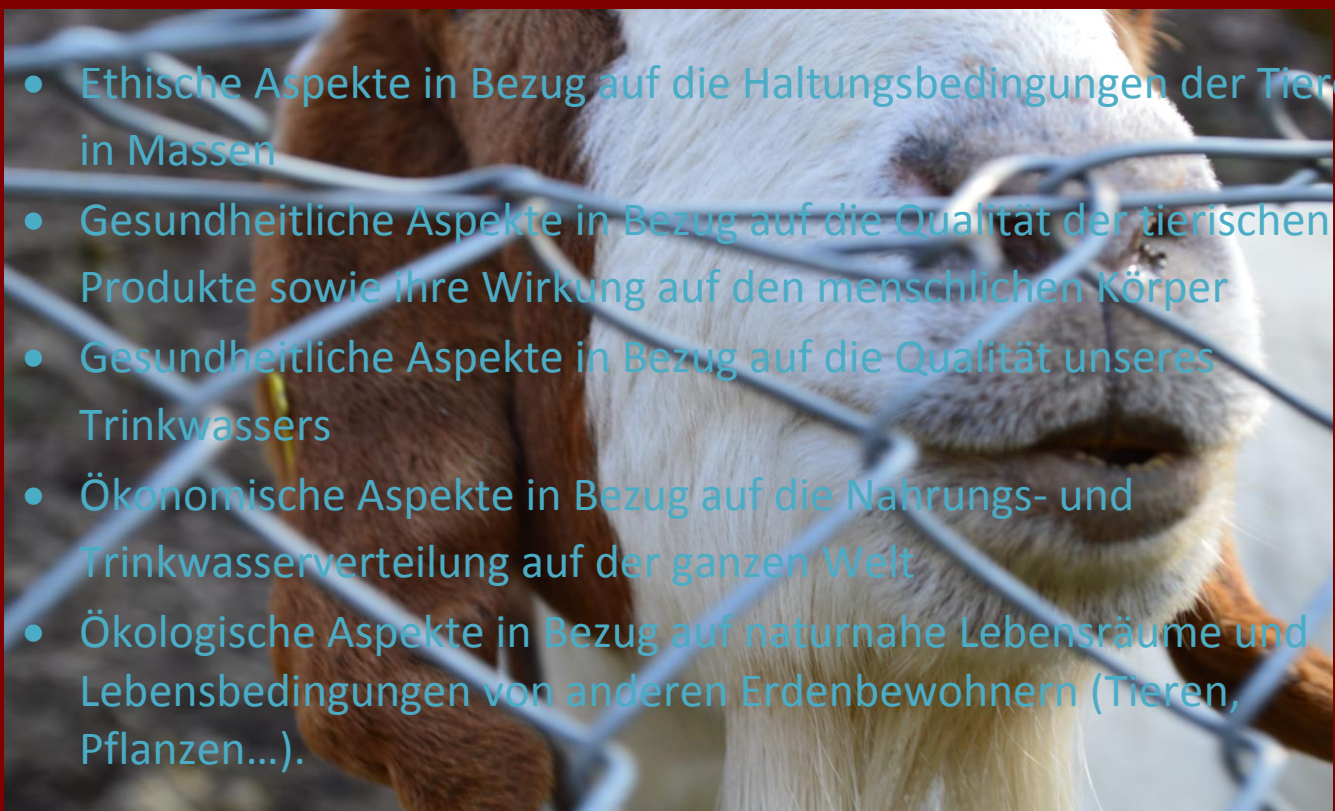 • Ethische Aspekte in Bezug auf die Haltungsbedingungen der Tier
in Massen
• Gesundheitliche Aspekte in Bezug auf die Qualität der tierischen
Produkte sowie ihre Wirkung auf den menschlichen Körper
• Gesundheitliche Aspekte in Bezug auf die Qualität unseres
Trinkwassers
• Ökonomische Aspekte in Bezug auf die Nahrungs- und
Trinkwasserverteilung auf der ganzen Welt
• Ökologische Aspekte in Bezug auf naturnahe Lebensräume und
Lebensbedingungen von anderen Erdenbewohnern (Tieren,
Pflanzen…).